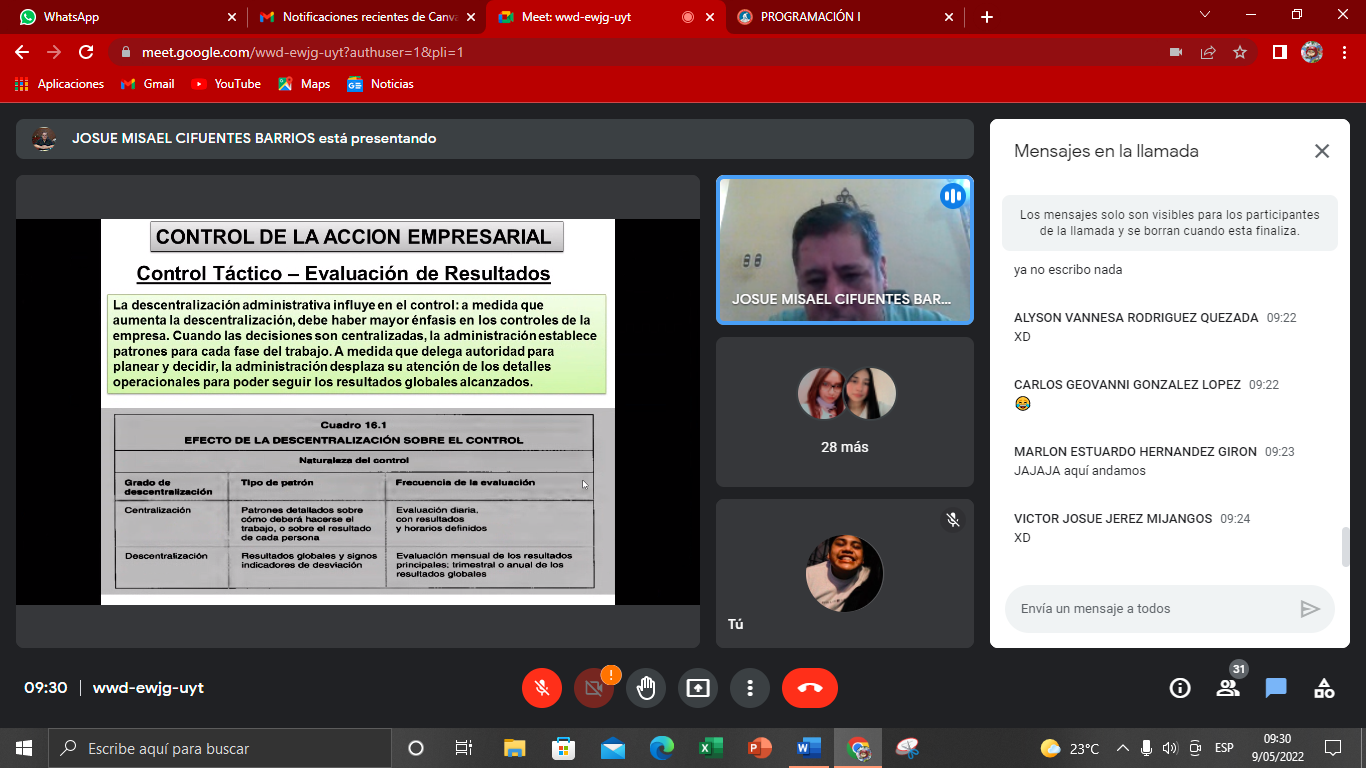 WhatsApp
Notificaciones recientes de Canva
Meet: wwd-ewjg-uyt
PROGRAMACIÓN I
meet.google.com/wwd-ewjg-uyt?authuser=1&pli=1
Aplicaciones
Gmail
YouTube
Maps
Noticias
JOSUE MISAEL CIFUENTES BARRIOS está presentando
CONTROL DE LA ACCION EMPRESARIAL
Control Táctico – Evaluación de Resultados
La descentralización administrativa influye en el control: a medida que
aumenta la descentralización, debe haber mayor énfasis en los controles de la
empresa. Cuando las decisiones son centralizadas, la administración establece
patrones para cada fase del trabajo. A medida que delega autoridad para
planear y decidir, la administración desplaza su atención de los detalles
operacionales para poder seguir los resultados globales alcanzados.
Cuadro 16.1
EFECTO DE LA DESCENTRALIZACIÓN SOBRE EL CONTROL
Naturaleza del control
Grado de
descentralización
Tipo de patrón
Frecuencia de la evaluación
Centralización
Patrones detallados sobre
cómo deberá hacerse el
trabajo, o sobre el resultado
de cada persona
Evaluación diaria,
con resultados
y horarios definidos
Descentralización
Resultados globales y signos
indicadores de desviación
Evaluación mensual de los resultados
principales; trimestral o anual de los
resultados globales
JOSUE MISAEL CIFUENTES BAR...
28 más
Tú
Mensajes en la llamada
Los mensajes solo son visibles para los participantes
de la llamada y se borran cuando esta finaliza.
ya no escribo nada
ALYSON VANNESA RODRIGUEZ QUEZADA 09:22
XD
CARLOS GEOVANNI GONZALEZ LOPEZ 09:22
😂
MARLON ESTUARDO HERNANDEZ GIRON 09:23
JAJAJA aquí andamos
VICTOR JOSUE JEREZ MIJANGOS 09:24
XD
Envía un mensaje a todos
09:30 | wwd-ewjg-uyt
!
31
Escribe aquí para buscar
23°C
ESP
09:30
9/05/2022